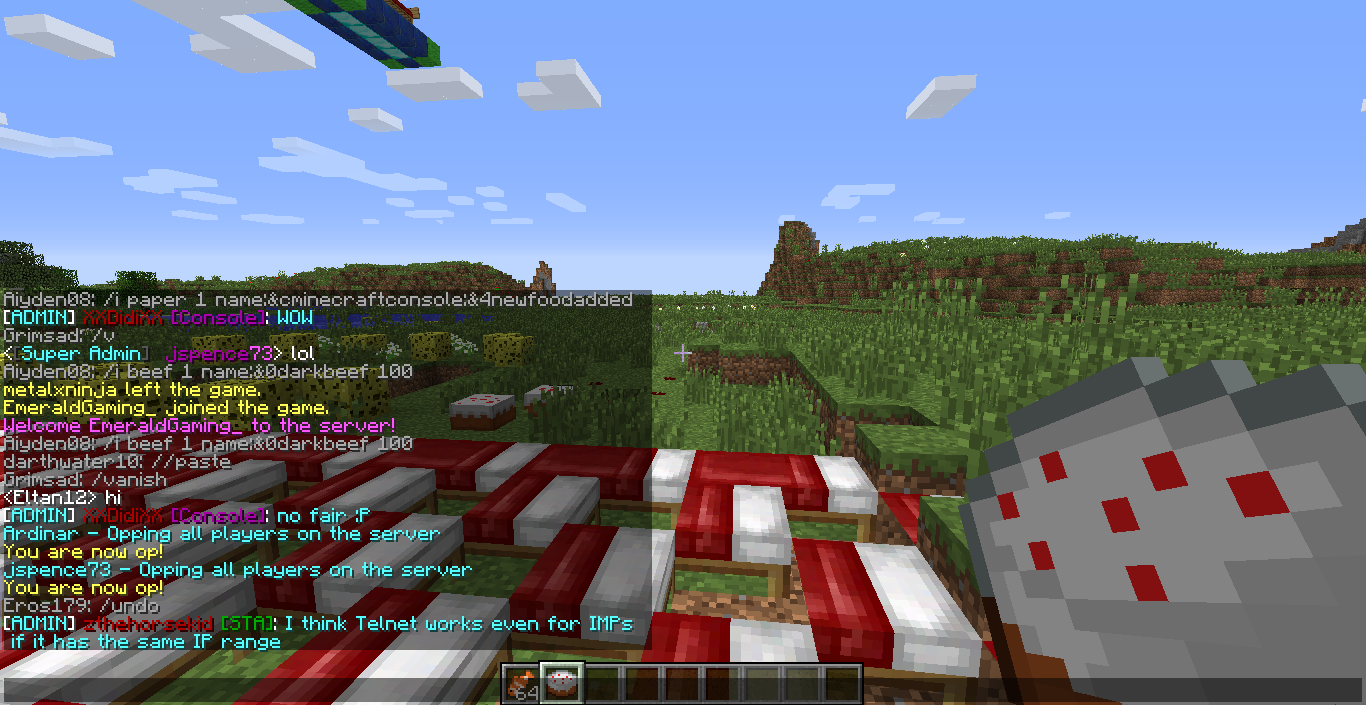 Aiyden08: /i paper 1 name:&cminecraftconsole:&4newfoodadded
[ADMIN] XXDidiXX [Console]: WOW
Grimsad: /v
<[Super Admin] jspence73> lol
Aiyden08: /i beef 1 name:&0darkbeef 100
metalxninja left the game.
EmeraldGaming_ joined the game.
Welcome EmeraldGaming_ to the server!
Aiyden08: /i beef 1 name:&0darkbeef 100
darthwater10: //paste
Grimsad: /vanish
<Eltan12> hi
[ADMIN] XXDidiXX [Console]: no fair :P
Ardinar - Opping all players on the server
You are now op!
jspence73 - Opping all players on the server
You are now op!
Eros179: /undo
[ADMIN] zthehorsekid [STA]: I think Telnet works even for IMPs
if it has the same IP range
64